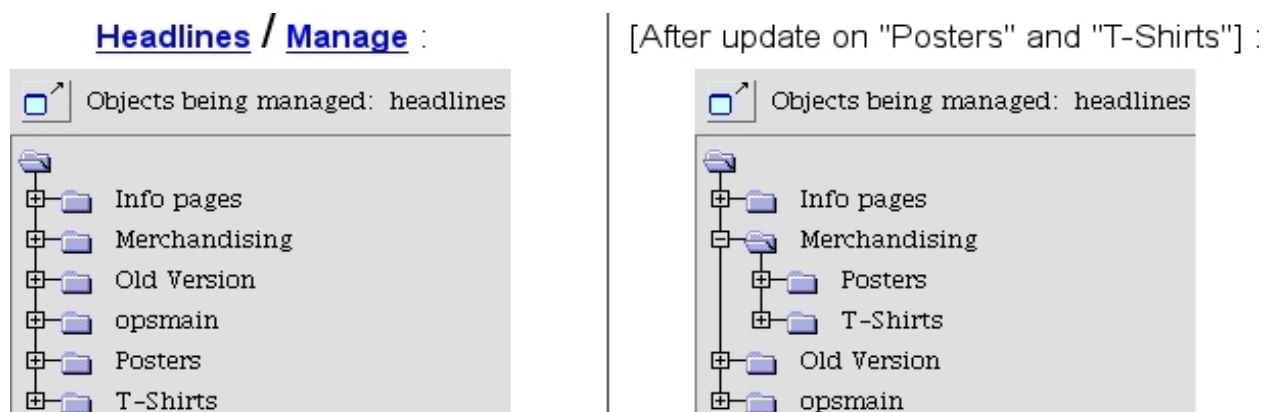 Headlines / Manage :
Objects being managed: headlines
Info pages
Merchandising
Old Version
opsmain
Posters
T-Shirts
[After update on "Posters" and "T-Shirts"] :
Objects being managed: headlines
Info pages
Merchandising
Posters
T-Shirts
Old Version
opsmain